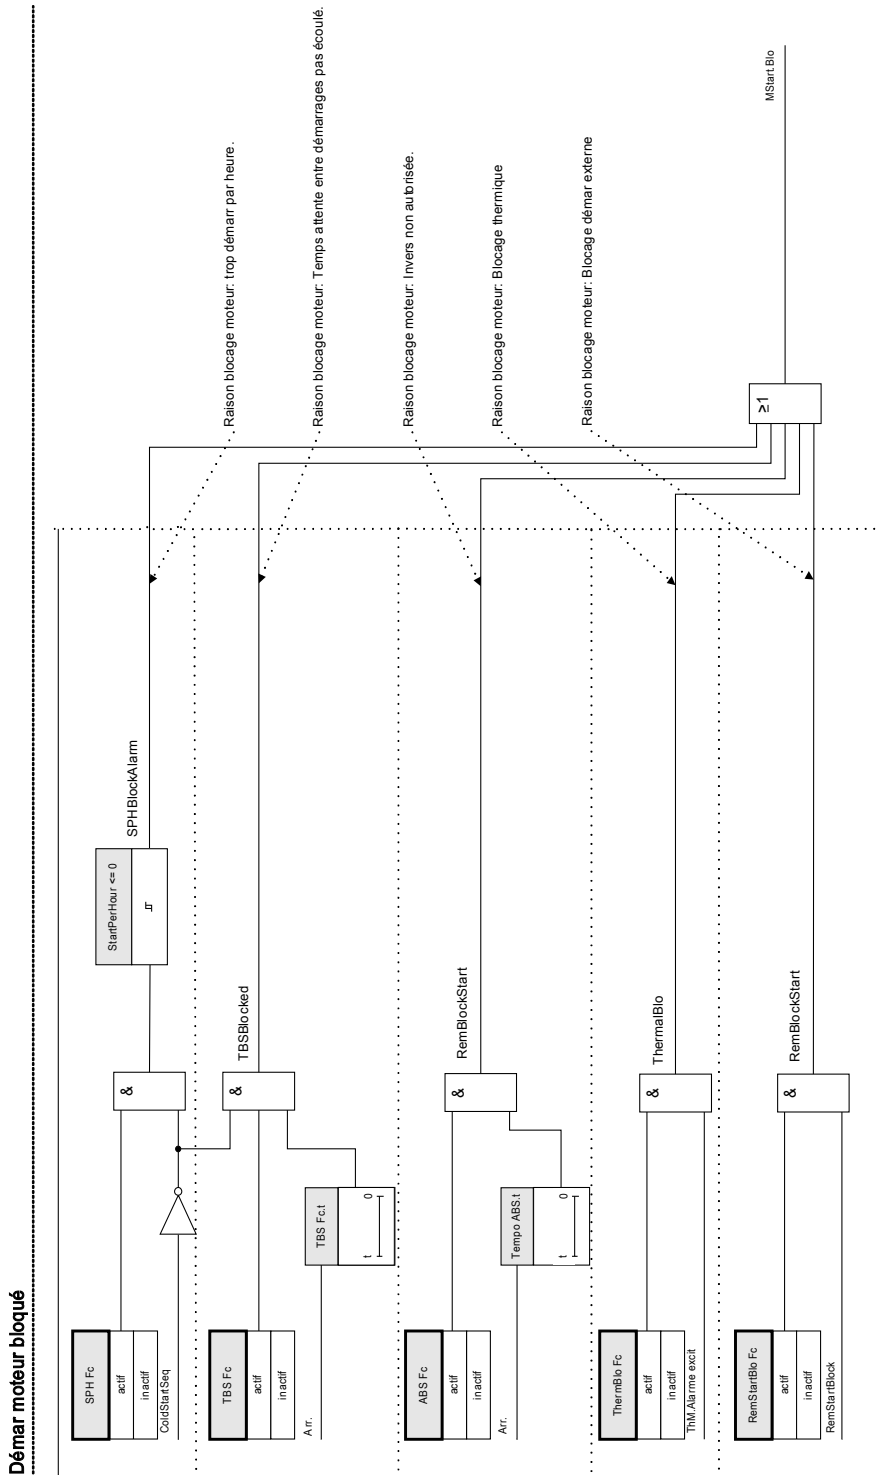 Démar moteur bloqué
SPH Fc
actif
inactif
ColdStartSeq
&
StartPerHour <= 0
SPHBlockAlarm
Raison blocage moteur: trop démarr par heure.
TBS Fc
actif
inactif
Arr.
TBS Fc.t
t
0
&
TBSBlocked
Raison blocage moteur: Temps attente entre démarrages pas écoulé.
ABS Fc
actif
inactif
Arr.
Tempo ABS.t
t
0
&
RemBlockStart
Raison blocage moteur: Invers non autorisée.
ThermBlo Fc
actif
inactif
ThM.Alarme excit
&
ThermalBlo
Raison blocage moteur: Blocage thermique
RemStartBlo Fc
actif
inactif
RemStartBlock
&
RemBlockStart
Raison blocage moteur: Blocage démar externe
≥1
MStart.Blo